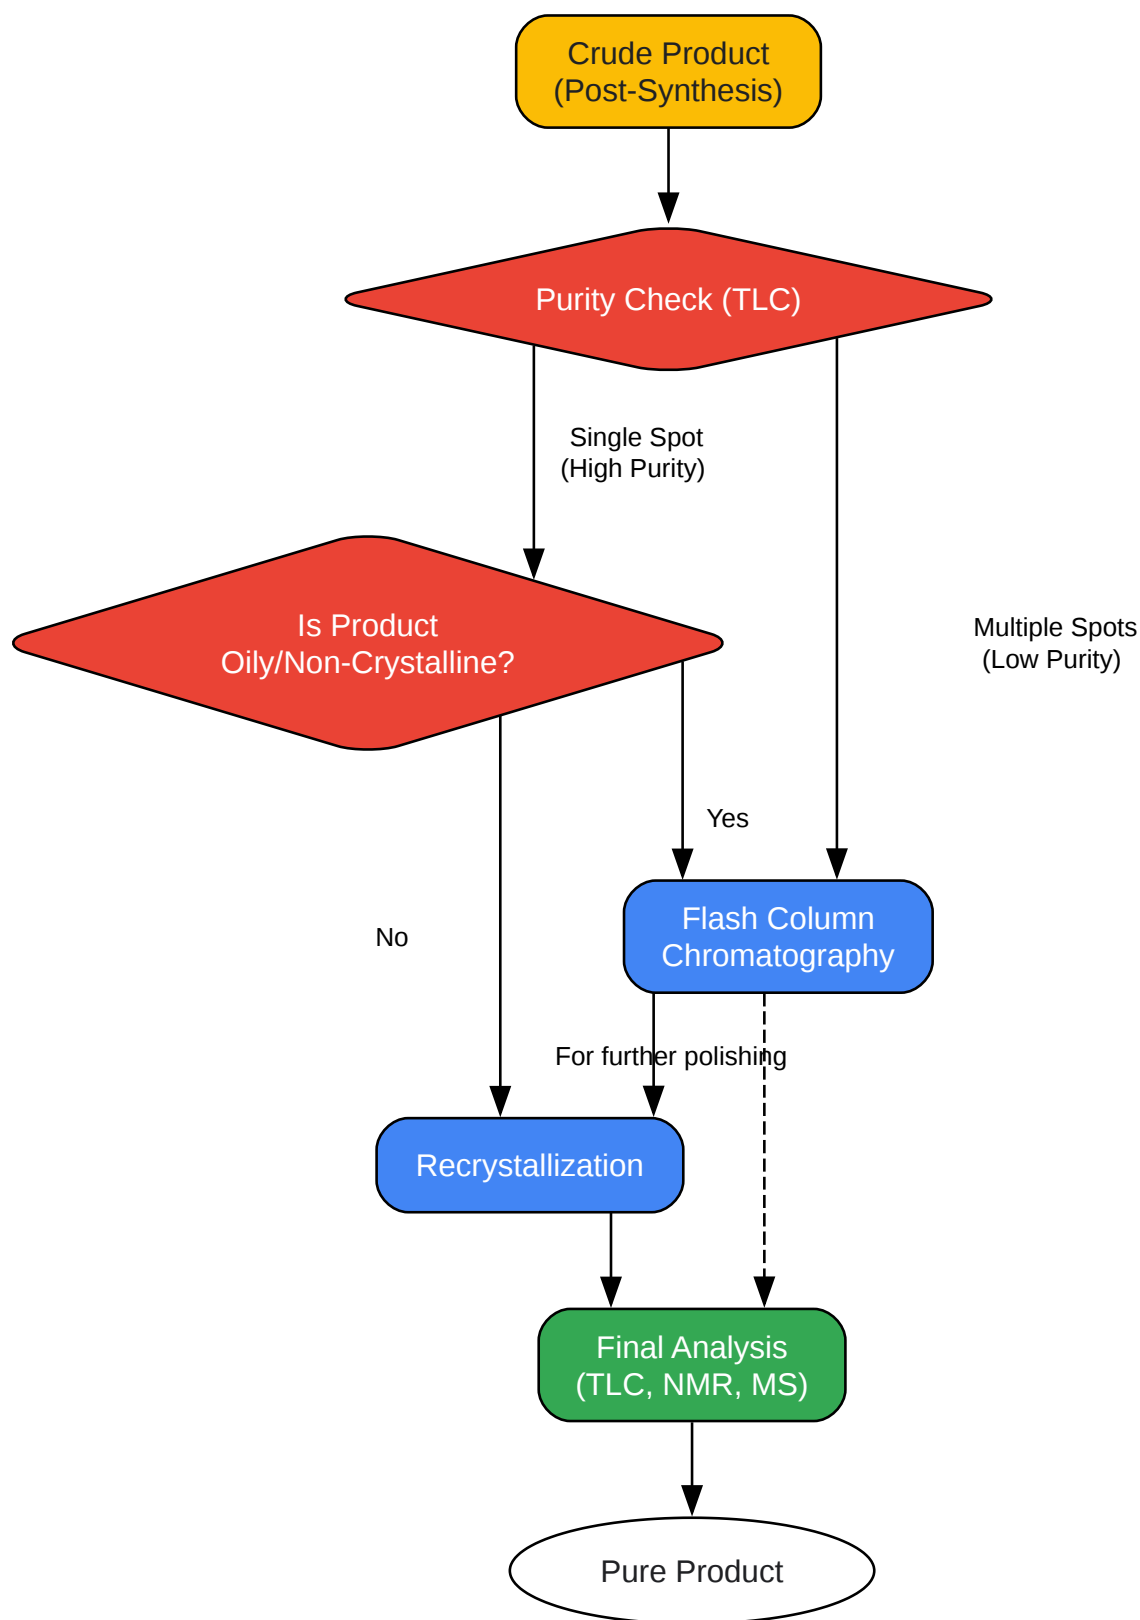 Crude Product
(Post-Synthesis)
Purity Check (TLC)
Single Spot
(High Purity)
Is Product
Oily/Non-Crystalline?
Multiple Spots
(Low Purity)
Yes
Flash Column
Chromatography
No
For further polishing
Recrystallization
Final Analysis
(TLC, NMR, MS)
Pure Product